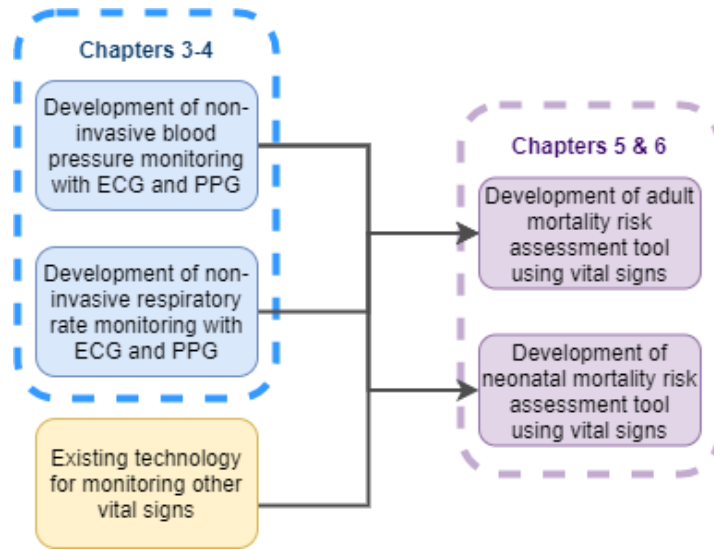 Chapters 3-4
Development of non-
invasive blood
pressure monitoring
with ECG and PPG
Development of non-
invasive respiratory
rate monitoring with
ECG and PPG
Existing technology
for monitoring other
vital signs
Chapters 5 & 6
Development of adult
mortality risk
assessment tool
using vital signs
Development of
neonatal mortality risk
assessment tool
using vital signs